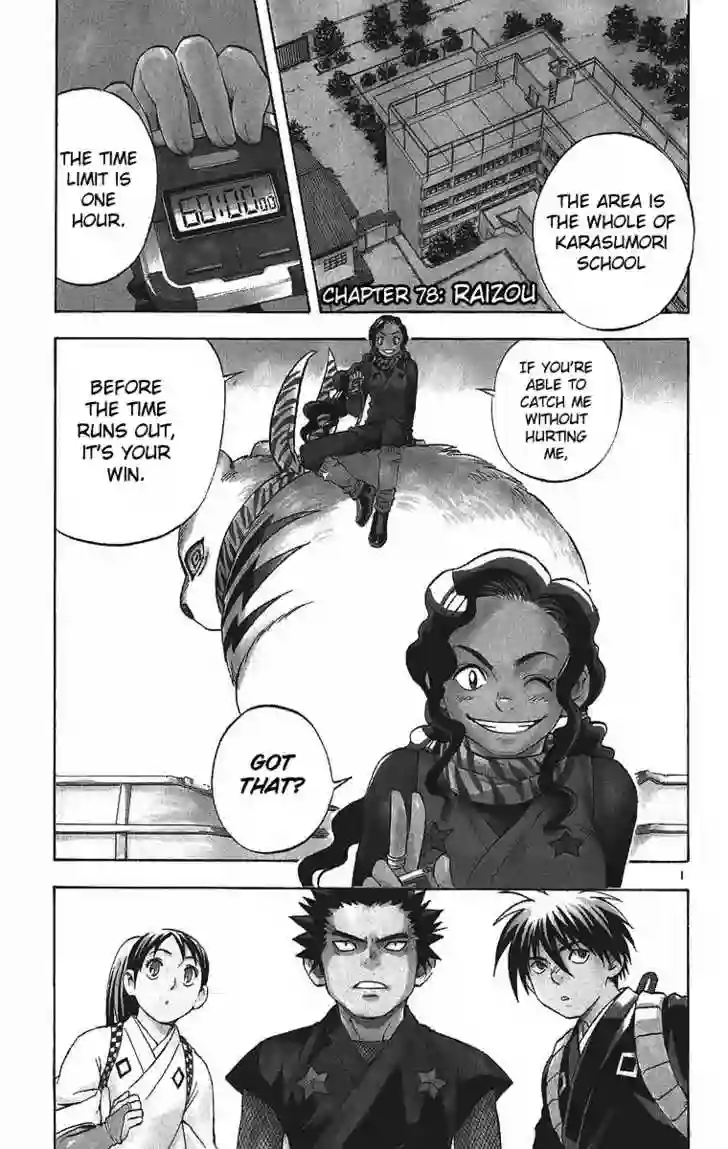 THE AREA IS
THE WHOLE OF
KARASUMORI
SCHOOL
CHAPTER 78: RAIZOU
THE TIME
LIMIT IS
ONE
HOUR.
60:00 00
IF YOU'RE
ABLE TO
CATCH ME
WITHOUT
HURTING
ME,
BEFORE
THE TIME
RUNS OUT,
IT'S YOUR
WIN.
GOT
THAT?
1